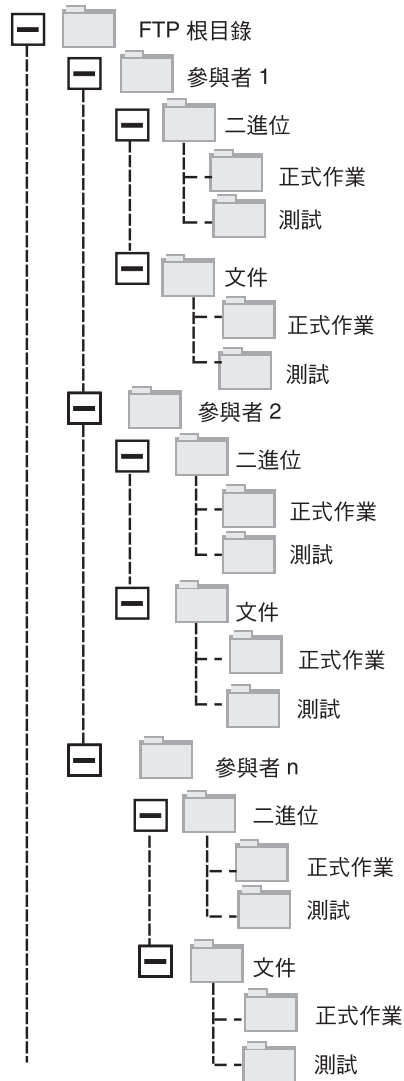 FTP 根目錄
參與者 1
二進位
正式作業
測試
文件
正式作業
測試
參與者 2
二進位
正式作業
測試
文件
正式作業
測試
參與者 n
二進位
正式作業
測試
文件
正式作業
測試